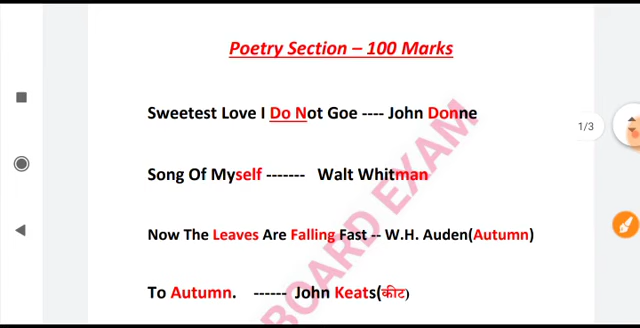 Poetry Section – 100 Marks
Sweetest Love I Do Not Goe ---- John Donne
1/3
Song Of Myself ------- Walt Whitman
Now The Leaves Are Falling Fast -- W.H. Auden(Autumn)
To Autumn. ------ John Keats(कीट)
BOARD EXAM